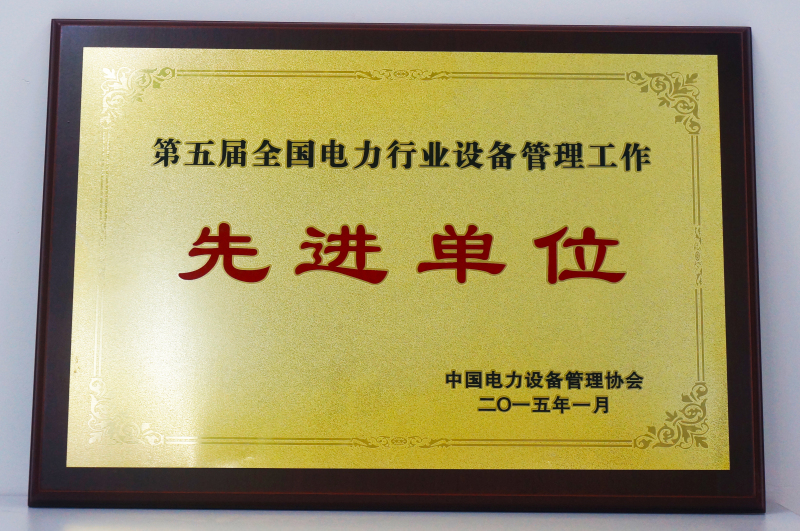 第五届全国电力行业设备管理工作
先进单位
中国电力设备管理协会
二〇一五年一月